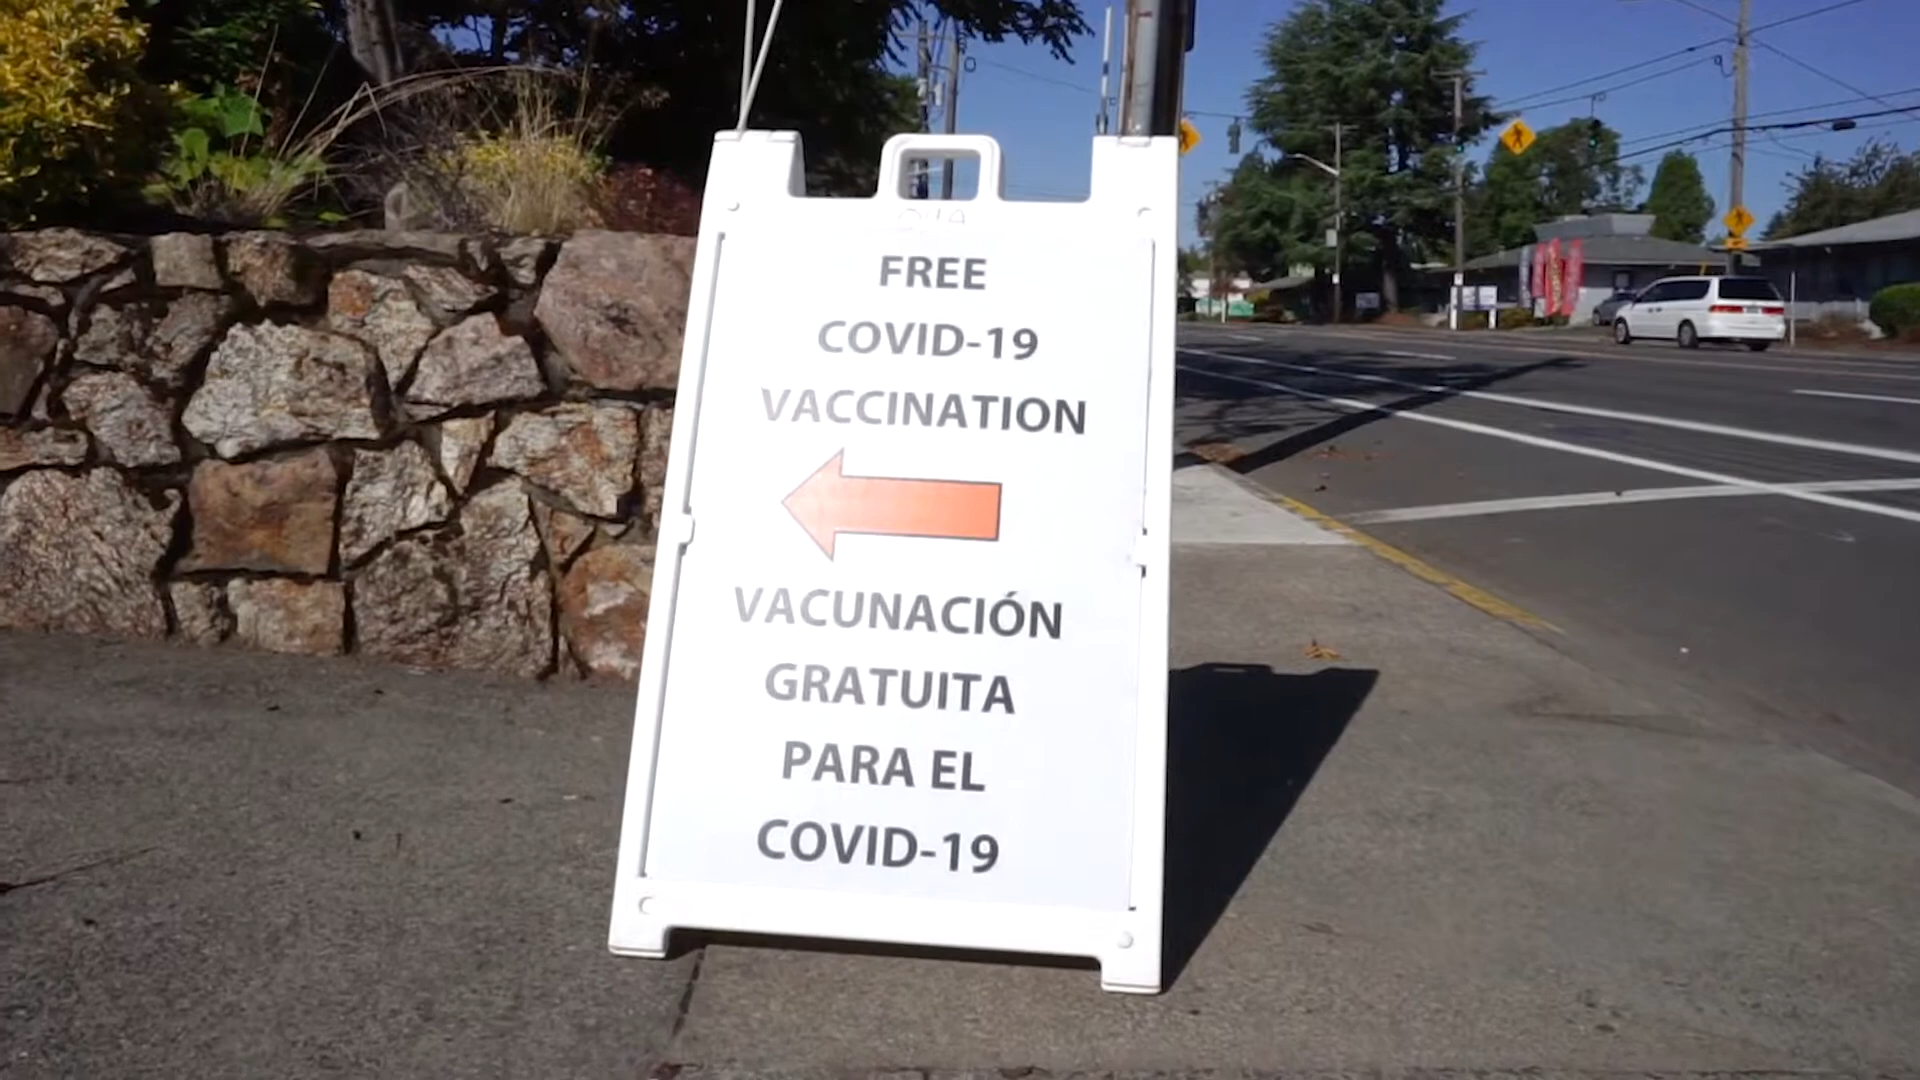 FREE
COVID-19
VACCINATION
VACUNACIÓN
GRATUITA
PARA EL
COVID-19